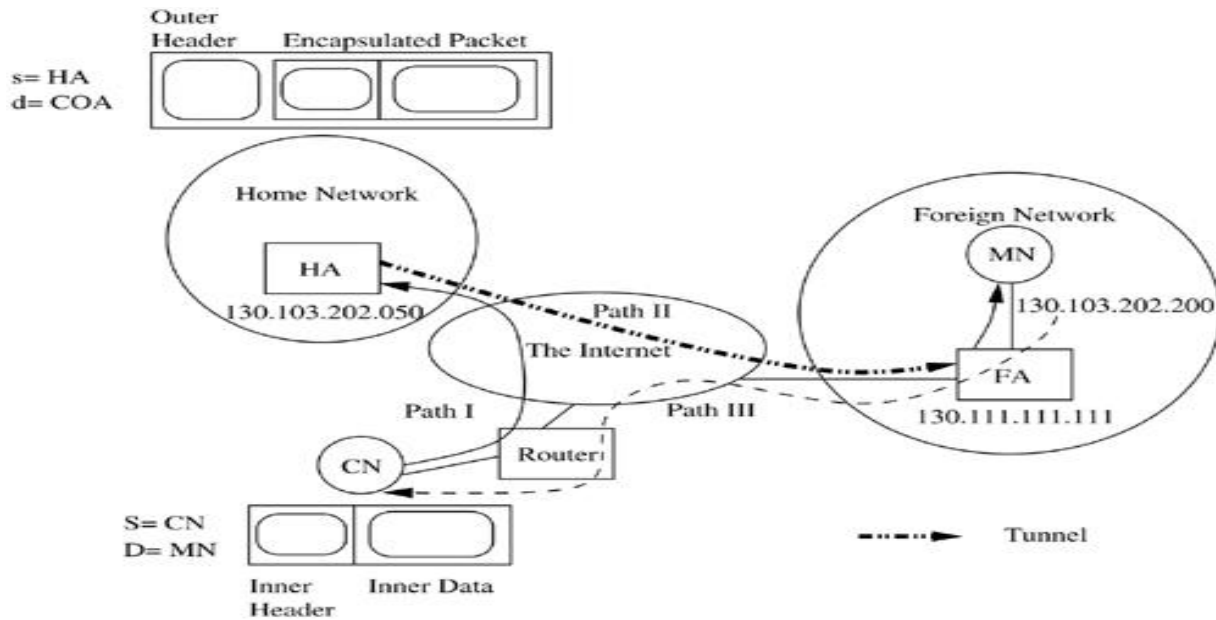 Outer
Header
Encapsulated Packet
s= HA
d= COA
Home Network
HA
130.103.202.050
Foreign Network
MN
130.103.202.200
FA
130.111.111.111
Path II
The Internet
Path I
Path III
Router
CN
S= CN
D= MN
Inner
Header
Inner Data
Tunnel